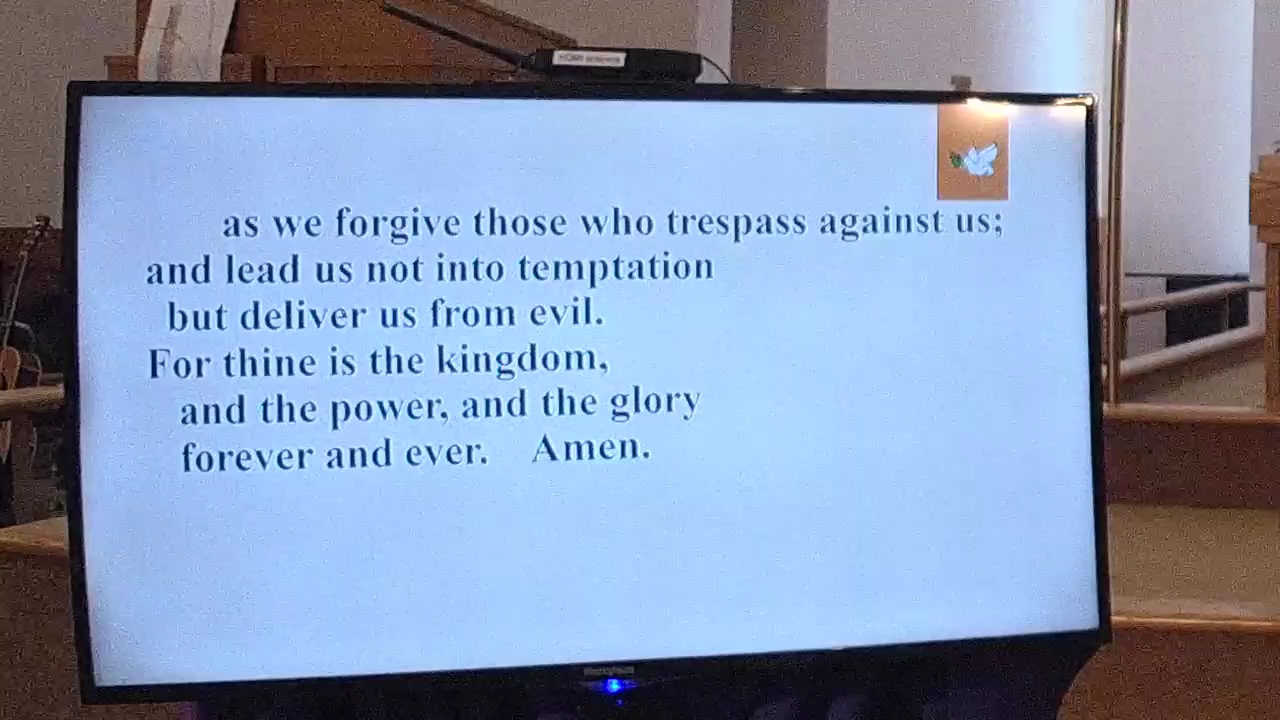 as we forgive those who trespass against us;
and lead us not into temptation
but deliver us from evil.
For thine is the kingdom,
and the power, and the glory
forever and ever. Amen.